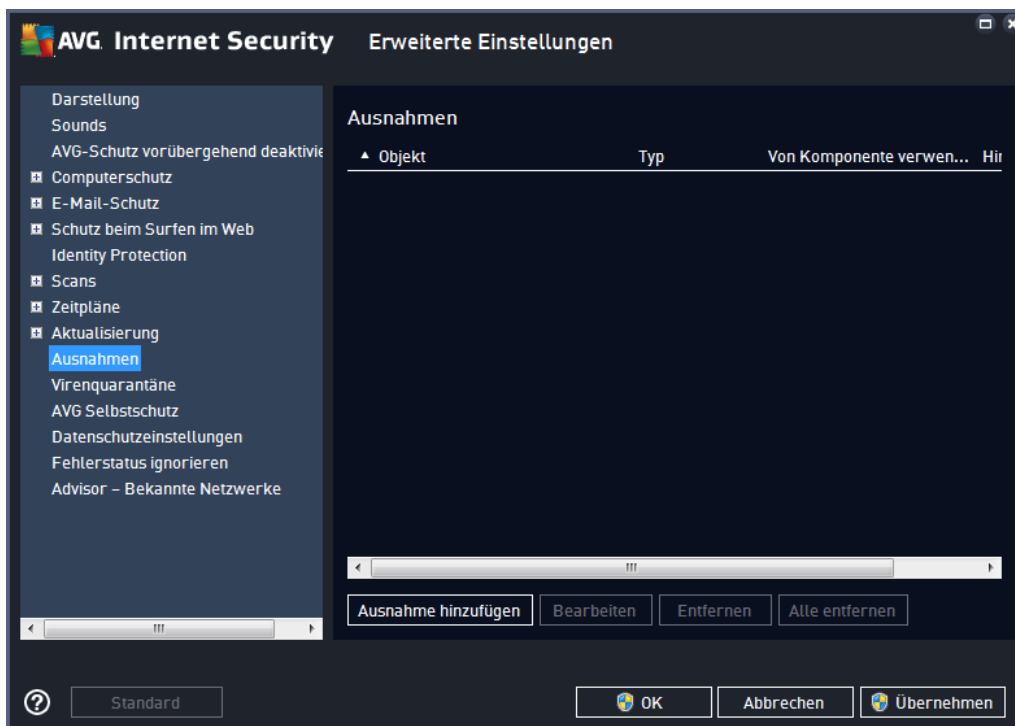 AVG. Internet Security Erweiterte Einstellungen
Darstellung
Sounds
AVG-Schutz vorübergehend deaktivie
Computerschutz
E-Mail-Schutz
Schutz beim Surfen im Web
Identity Protection
Scans
Zeitpläne
Aktualisierung
Ausnahmen
Virenquarantäne
AVG Selbstschutz
Datenschutzeinstellungen
Fehlerstatus ignorieren
Advisor – Bekannte Netzwerke
Ausnahmen
Objekt Typ Von Komponente verwen... Hin
Ausnahme hinzufügen Bearbeiten Entfernen Alle entfernen
? Standard OK Abbrechen Übernehmen